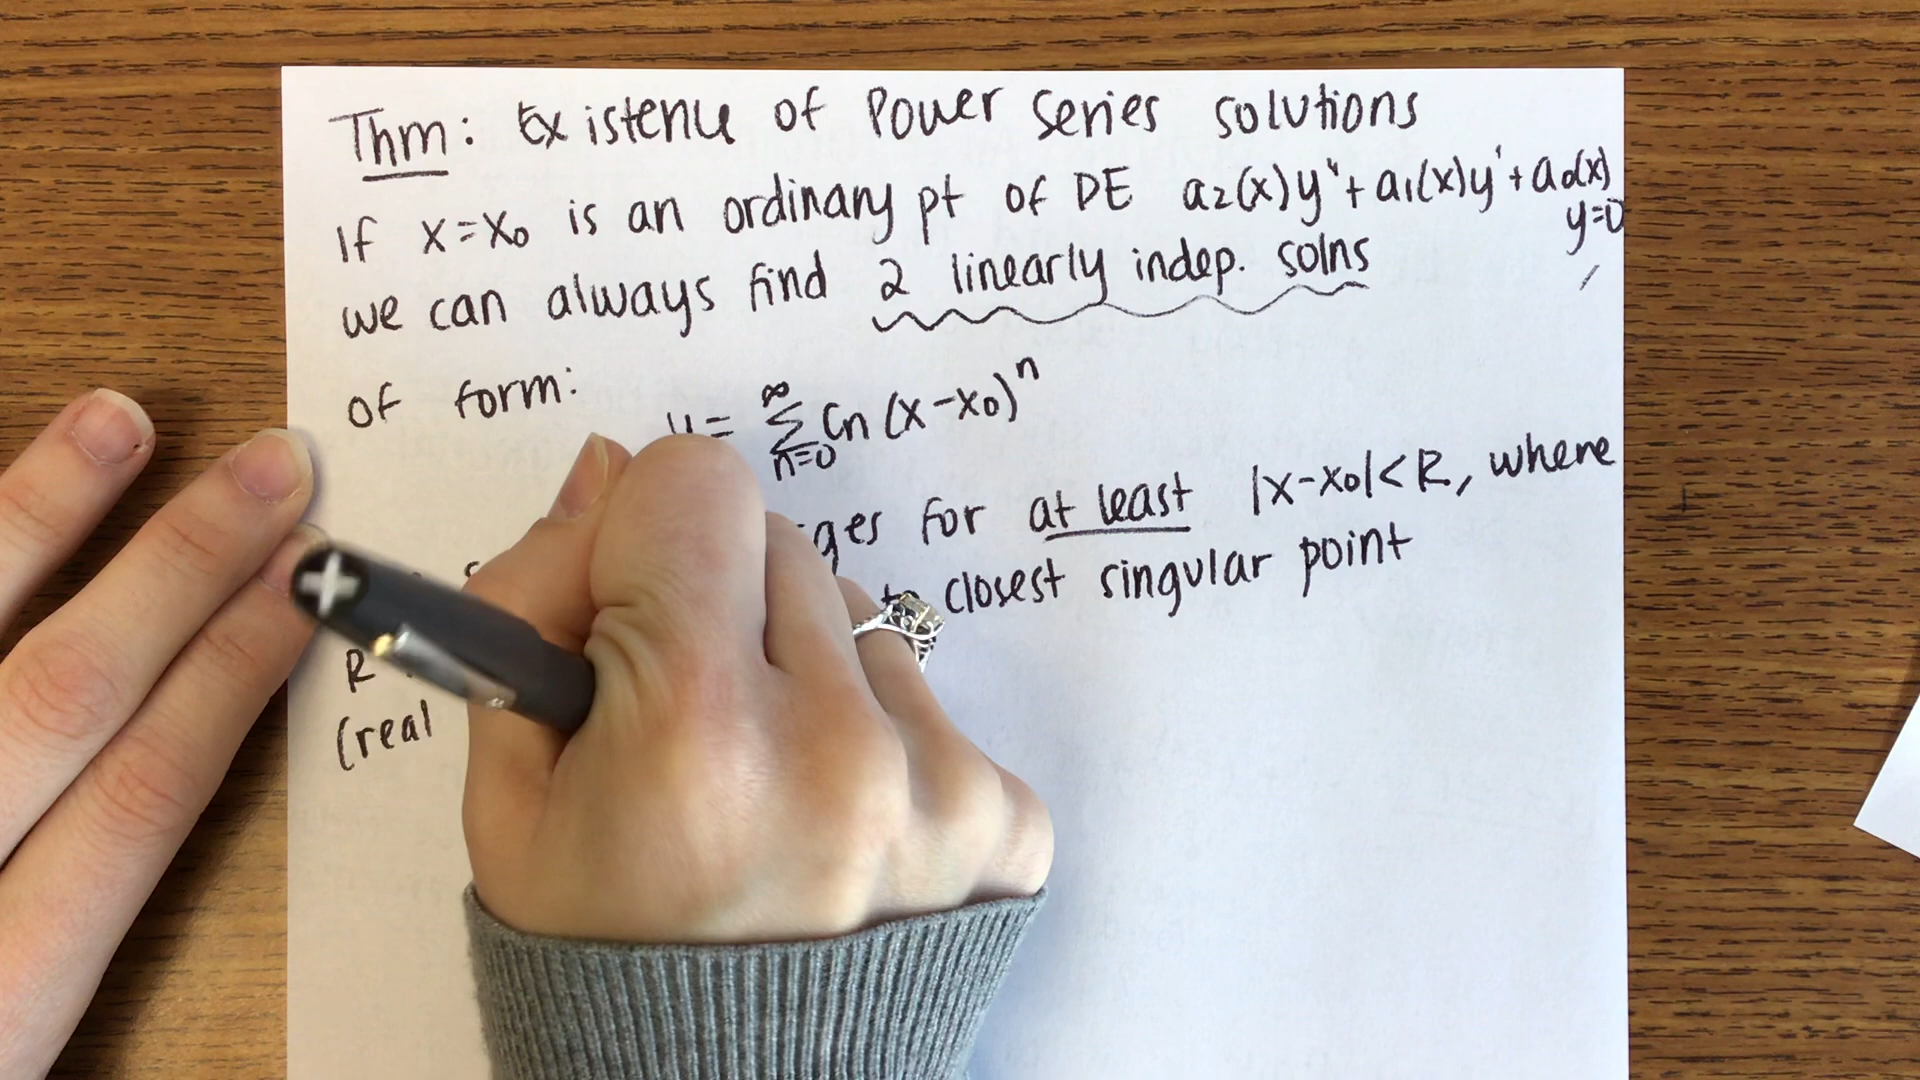 Thm: Existence of Power Series solutions
If x=x₀ is an ordinary pt of DE a₂(x)y"+a₁(x)y'+a₀(x)
y=0
we can always find 2 linearly indep. solns
of form:
y= ∑_{n=0}^{∞} Cn(x-x₀)ⁿ
for at least |x-x₀|<R, where
closest singular point
R
(real